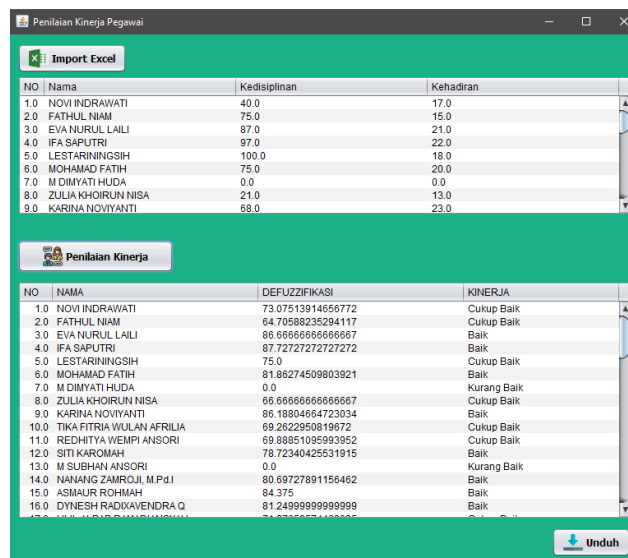 Penilaian Kinerja Pegawai
Import Excel
NO Nama Kedisiplinan Kehadiran
1.0 NOVI INDRAWATI 40.0 17.0
2.0 FATHUL NIAM 75.0 15.0
3.0 EVA NURUL LAILI 87.0 21.0
4.0 IFA SAPUTRI 97.0 22.0
5.0 LESTARININGSIH 100.0 18.0
6.0 MOHAMAD FATIH 75.0 20.0
7.0 M DIMYATI HUDA 0.0 0.0
8.0 ZULIA KHOIRUN NISA 21.0 13.0
9.0 KARINA NOVIYANTI 68.0 23.0
Penilaian Kinerja
NO NAMA DEFUZZIFIKASI KINERJA
1.0 NOVI INDRAWATI 73.07513914656772 Cukup Baik
2.0 FATHUL NIAM 64.70588235294117 Cukup Baik
3.0 EVA NURUL LAILI 86.66666666666667 Baik
4.0 IFA SAPUTRI 87.72727272727272 Baik
5.0 LESTARININGSIH 75.0 Cukup Baik
6.0 MOHAMAD FATIH 81.86274509803921 Baik
7.0 M DIMYATI HUDA 0.0 Kurang Baik
8.0 ZULIA KHOIRUN NISA 66.66666666666667 Cukup Baik
9.0 KARINA NOVIYANTI 86.18804664723034 Baik
10.0 TIKA FITRIA WULAN AFRILIA 69.2622950819672 Cukup Baik
11.0 REDHITYA WEMPI ANSORI 69.88851095993952 Cukup Baik
12.0 SITI KAROMAH 78.72340425531915 Baik
13.0 M SUBHAN ANSORI 0.0 Kurang Baik
14.0 NANANG ZAMROJI, M.Pd.I 80.69727891156462 Baik
15.0 ASMAUR ROHMAH 84.375 Baik
16.0 DYNESH RADIXAVENDRA Q 81.24999999999999 Baik
Unduh